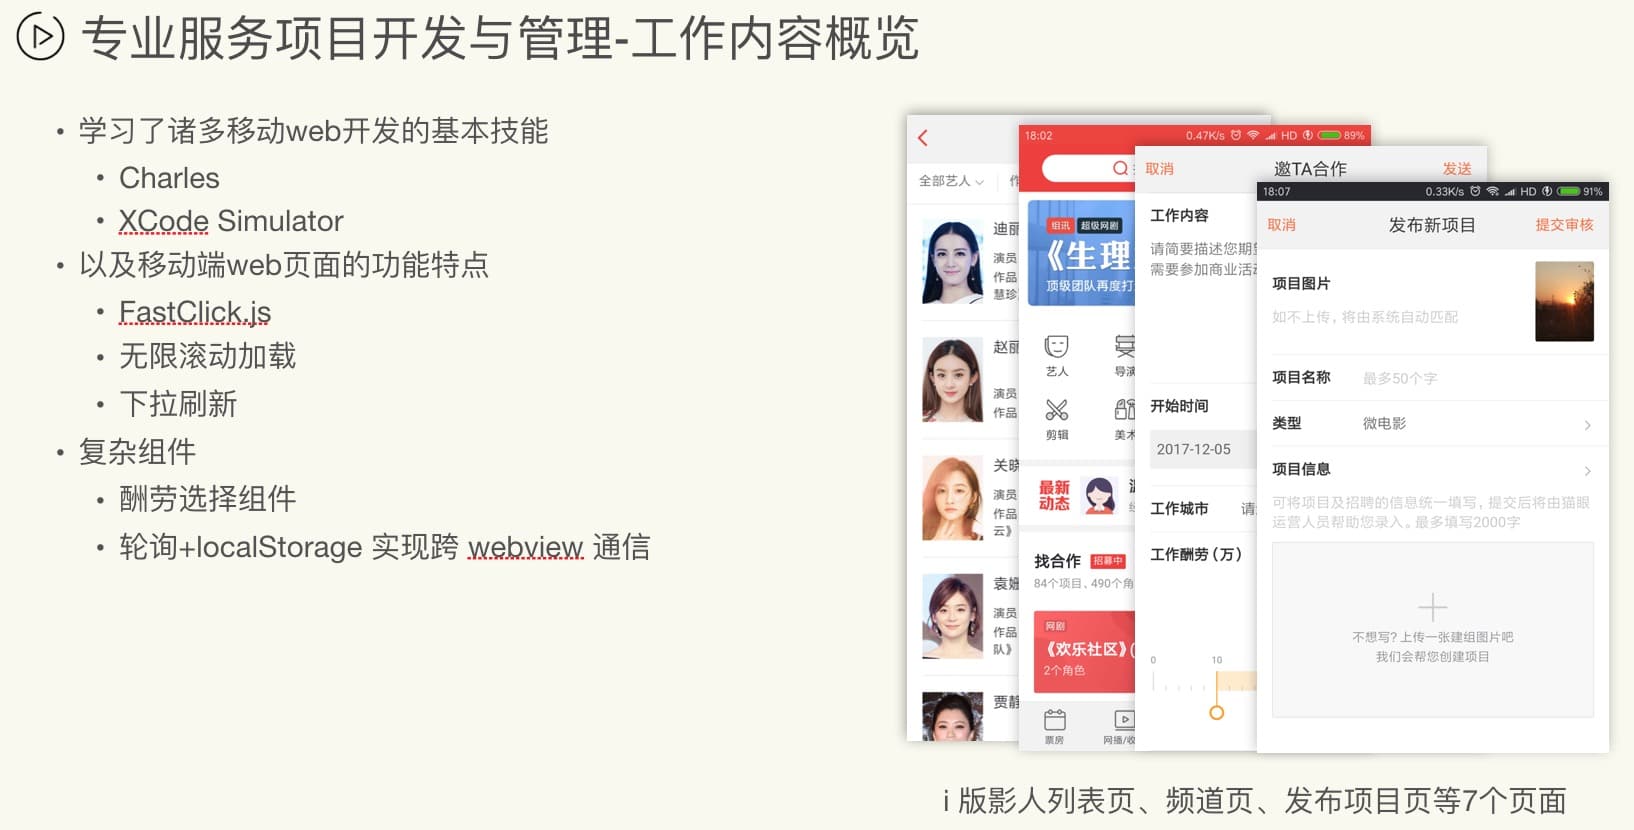 专业服务项目开发与管理-工作内容概览
• 学习了诸多移动web开发的基本技能
• Charles
• XCode Simulator
• 以及移动端web页面的功能特点
• FastClick.js
• 无限滚动加载
• 下拉刷新
• 复杂组件
• 酬劳选择组件
• 轮询+localStorage 实现跨 webview 通信
全部艺人
作
迪丽
演员
作品
慧珍
赵丽
演员
作品
关晓
演员
作品
云》
袁姗
演员
作品
队》
贾静
18:02
0.47K/s HD 89%
组讯 超级网剧
《生理
顶级团队再度打
艺人
导演
剪辑
美术
最新
动态
找合作 招募中
84个项目、490个角
网剧
《欢乐社区》(
2个角色
票房
网播/收
取消 邀TA合作 发送
工作内容
请简要描述您期
需要参加商业活动
开始时间
2017-12-05
工作城市 请
工作酬劳（万）
0 10
18:07
0.33K/s HD 91%
取消 发布新项目 提交审核
项目图片
如不上传，将由系统自动匹配
项目名称 最多50个字
类型 微电影
项目信息
可将项目及招聘的信息统一填写，提交后将由猫眼
运营人员帮助您录入。最多填写2000字
不想写？上传一张建组图片吧
我们会帮您创建项目
i 版影人列表页、频道页、发布项目页等7个页面